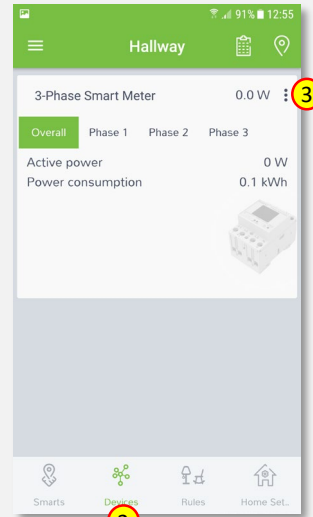 91% 12:55
Hallway
3-Phase Smart Meter 0.0 W 3
Overall Phase 1 Phase 2 Phase 3
Active power 0 W
Power consumption 0.1 kWh
Smarts Devices Rules Home Set..